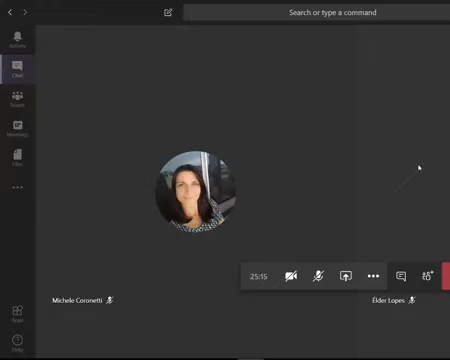 Search or type a command
Activity
Chat
Teams
Meetings
Files
25:15
Michele Coronetti
Élder Lopes
Apps
Help